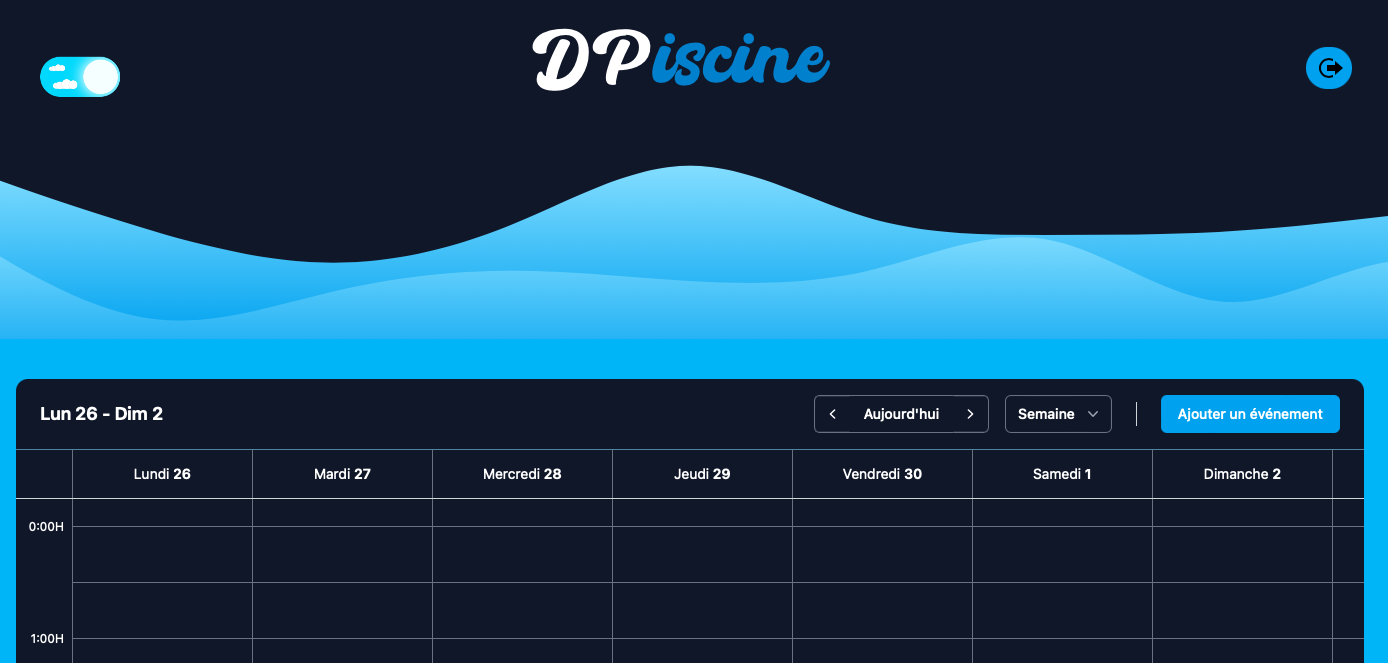 DPiscine
Lun 26 - Dim 2
Aujourd'hui
Semaine
Ajouter un événement
Lundi 26
Mardi 27
Mercredi 28
Jeudi 29
Vendredi 30
Samedi 1
Dimanche 2
0:00H
1:00H